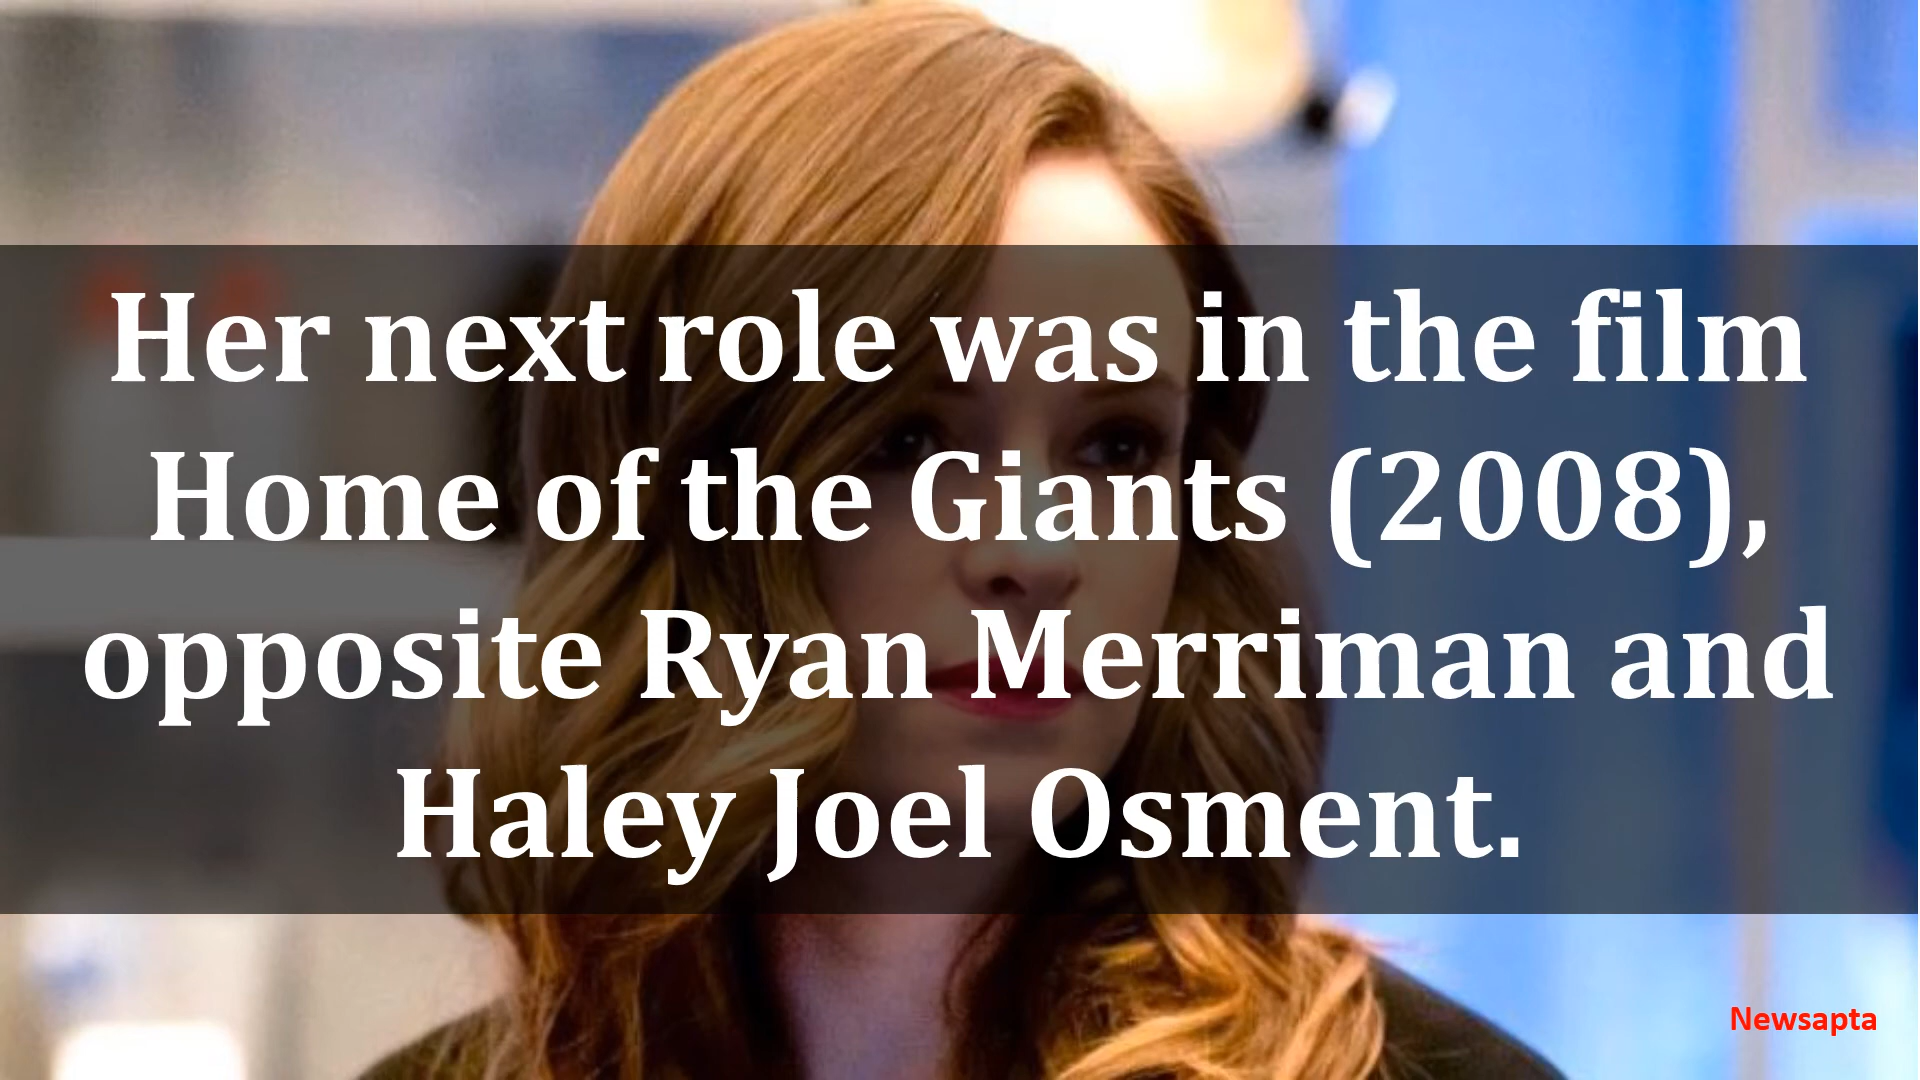 Her next role was in the film
Home of the Giants (2008),
opposite Ryan Merriman and
Haley Joel Osment.
Newsapta